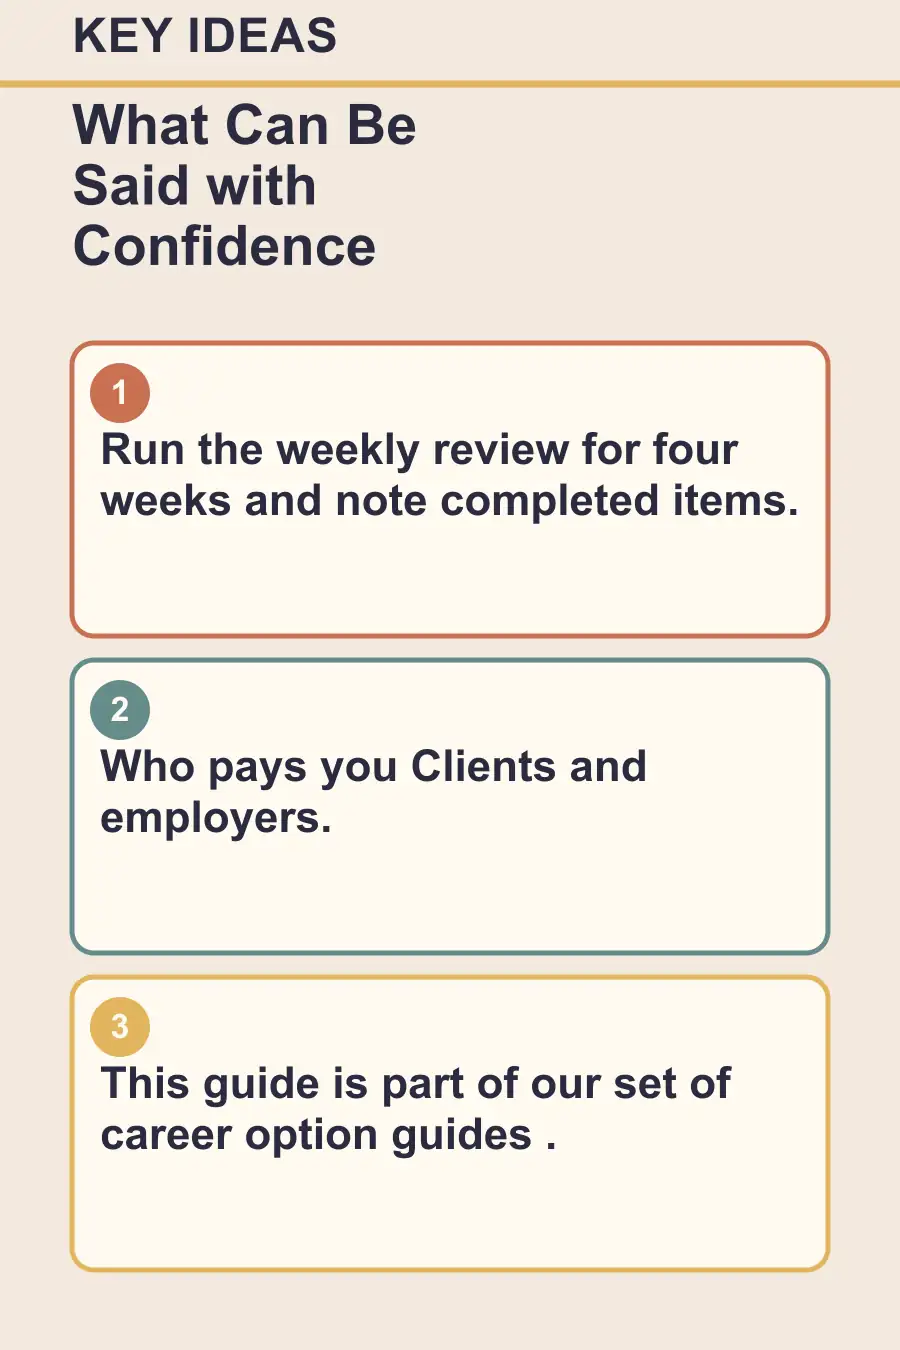 KEY IDEAS
What Can Be
Said with
Confidence
1
Run the weekly review for four
weeks and note completed items.
2
Who pays you Clients and
employers.
3
This guide is part of our set of
career option guides .